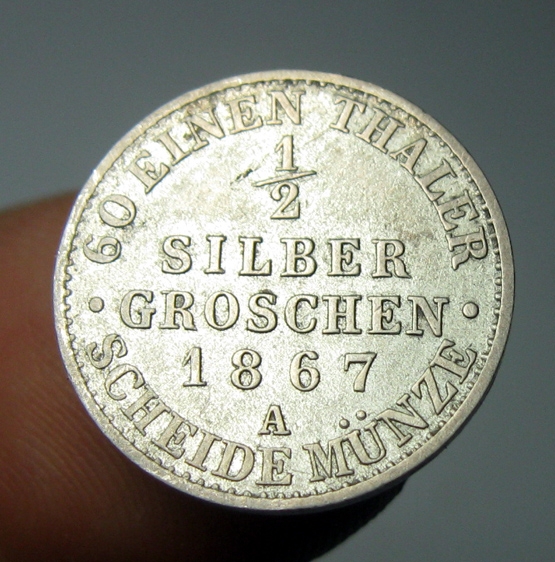 60 EINEN THALER
1/2
SILBER
GROSCHEN
1867
A
SCHEIDE MÜNZE